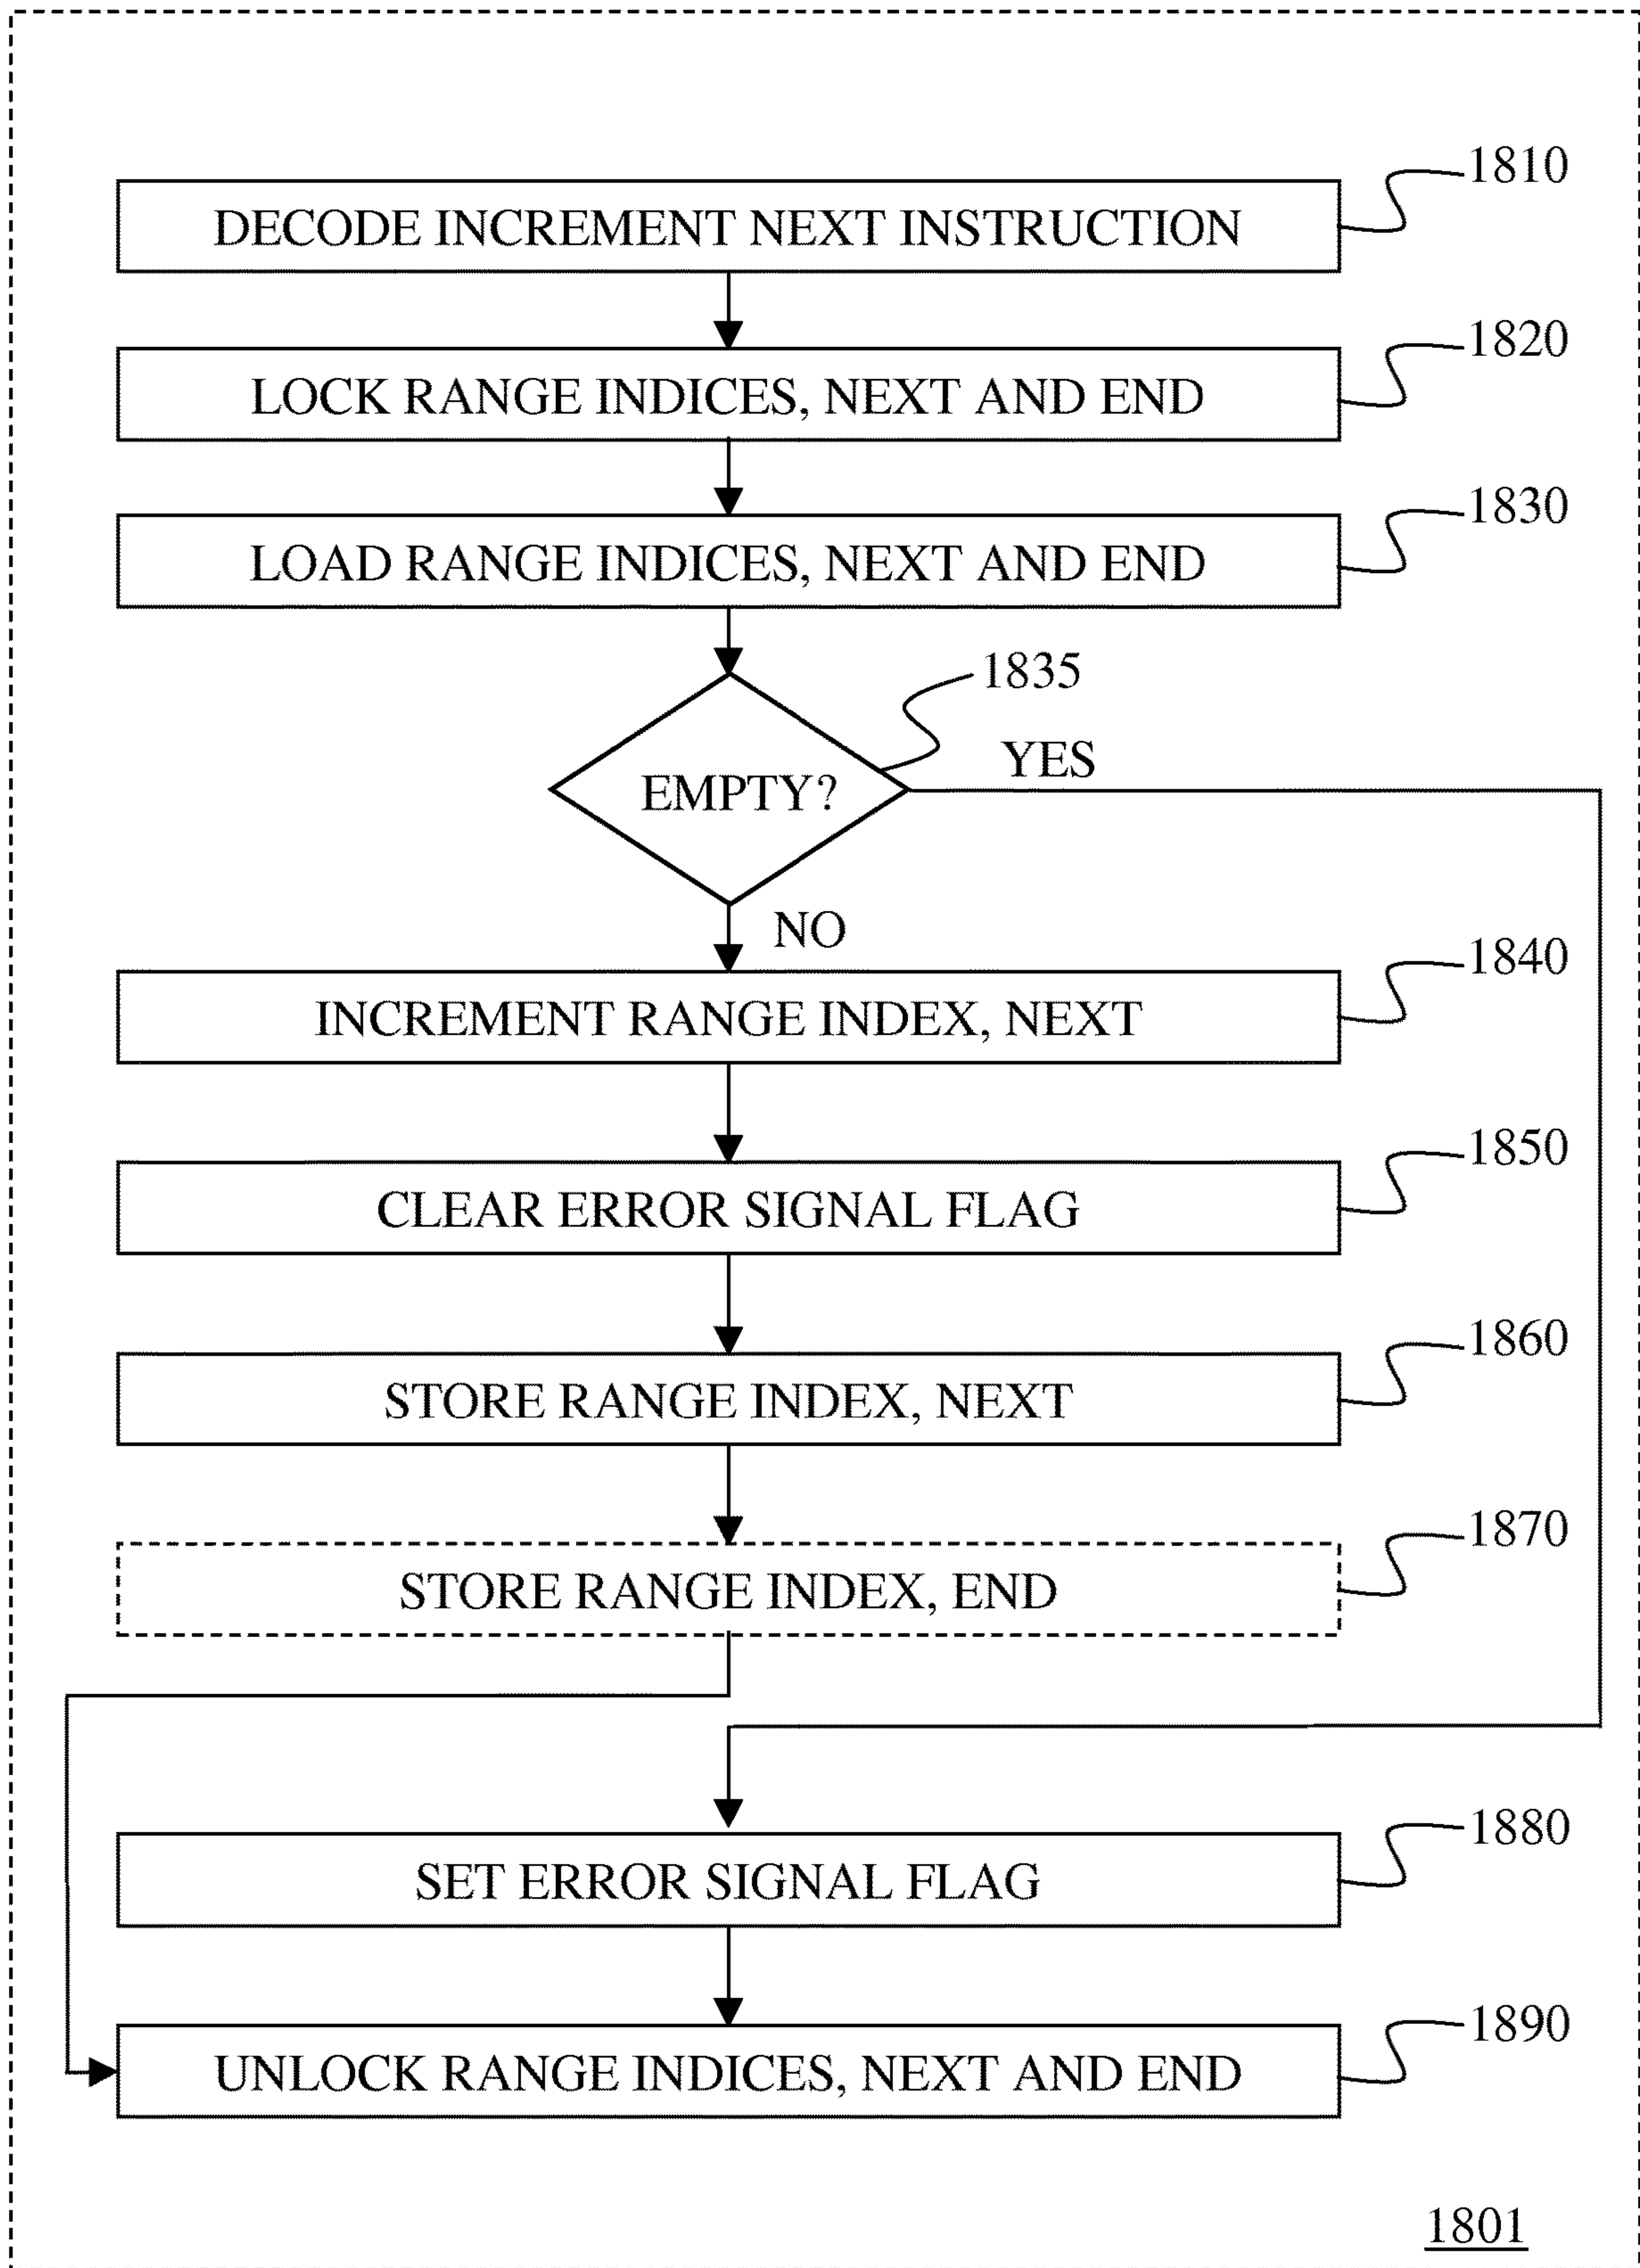 1810
DECODE INCREMENT NEXT INSTRUCTION
1820
LOCK RANGE INDICES, NEXT AND END
1830
LOAD RANGE INDICES, NEXT AND END
1835
EMPTY?
YES
NO
1840
INCREMENT RANGE INDEX, NEXT
1850
CLEAR ERROR SIGNAL FLAG
1860
STORE RANGE INDEX, NEXT
1870
STORE RANGE INDEX, END
1880
SET ERROR SIGNAL FLAG
1890
UNLOCK RANGE INDICES, NEXT AND END
1801